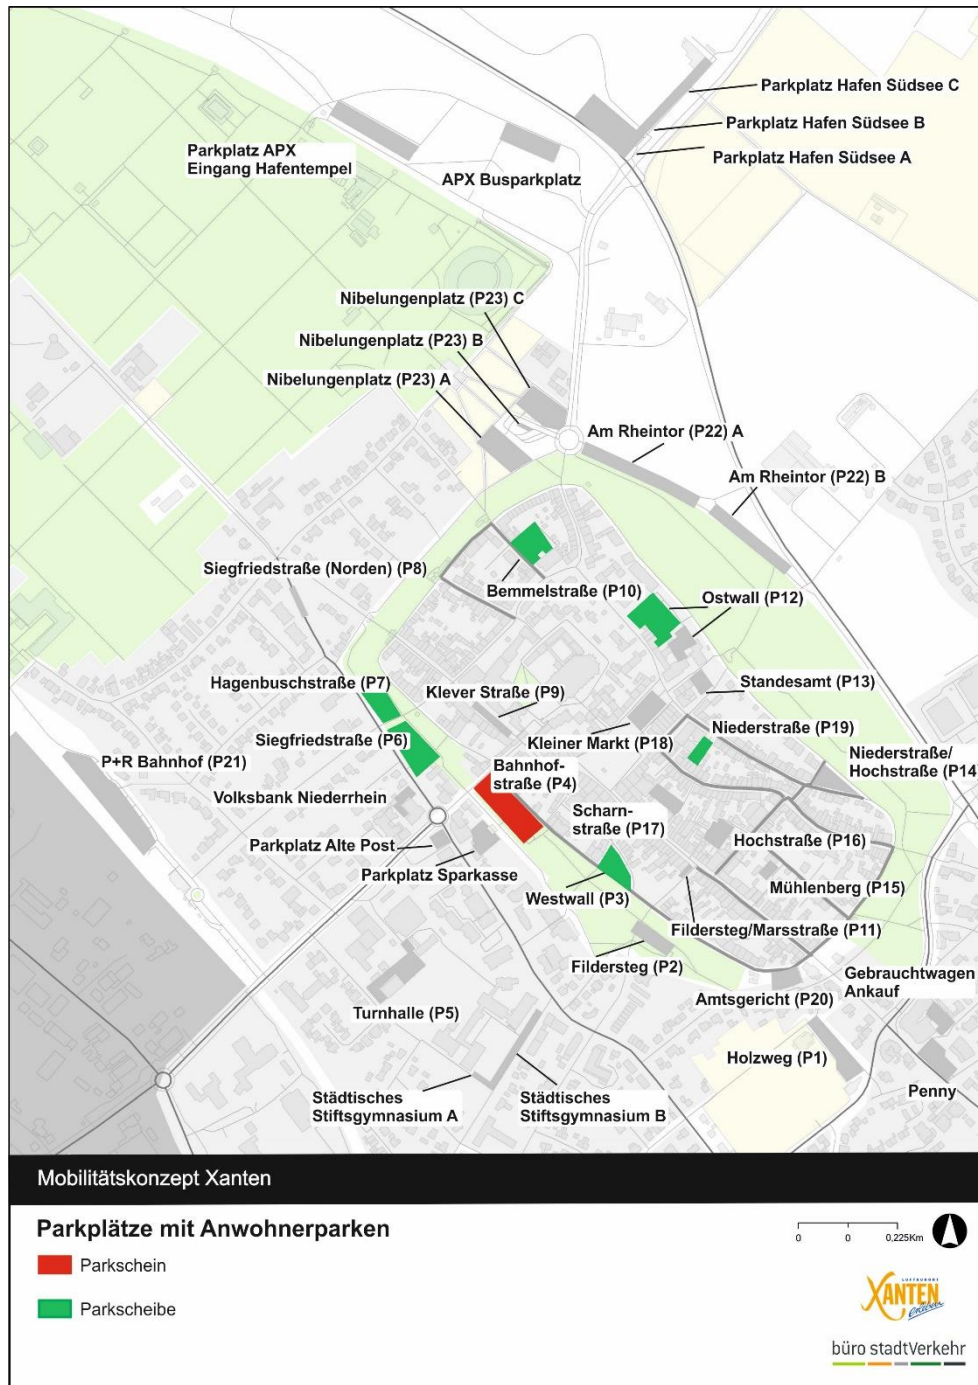 Parkplatz Hafen Südsee C
Parkplatz Hafen Südsee B
Parkplatz Hafen Südsee A
Parkplatz APX
Eingang Hafentempel
APX Busparkplatz
Nibelungenplatz (P23) C
Nibelungenplatz (P23) B
Nibelungenplatz (P23) A
Am Rheintor (P22) A
Am Rheintor (P22) B
Siegfriedstraße (Norden) (P8)
Bemmelstraße (P10)
Ostwall (P12)
Hagenbuschstraße (P7)
Klever Straße (P9)
Standesamt (P13)
Siegfriedstraße (P6)
Kleiner Markt (P18)
Niederstraße (P19)
P+R Bahnhof (P21)
Bahnhof-
straße (P4)
Niederstraße/
Hochstraße (P14)
Volksbank Niederrhein
Scharn-
straße (P17)
Parkplatz Alte Post
Hochstraße (P16)
Parkplatz Sparkasse
Westwall (P3)
Mühlenberg (P15)
Fildersteg/Marsstraße (P11)
Fildersteg (P2)
Gebrauchtwagen
Ankauf
Amtsgericht (P20)
Turnhalle (P5)
Holzweg (P1)
Penny
Städtisches
Stiftsgymnasium A
Städtisches
Stiftsgymnasium B
Mobilitätskonzept Xanten
Parkplätze mit Anwohnerparken
Parkschein
Parkscheibe
0 0 0,225Km
LUFTKURORT
XANTEN
erleben
büro stadtVerkehr